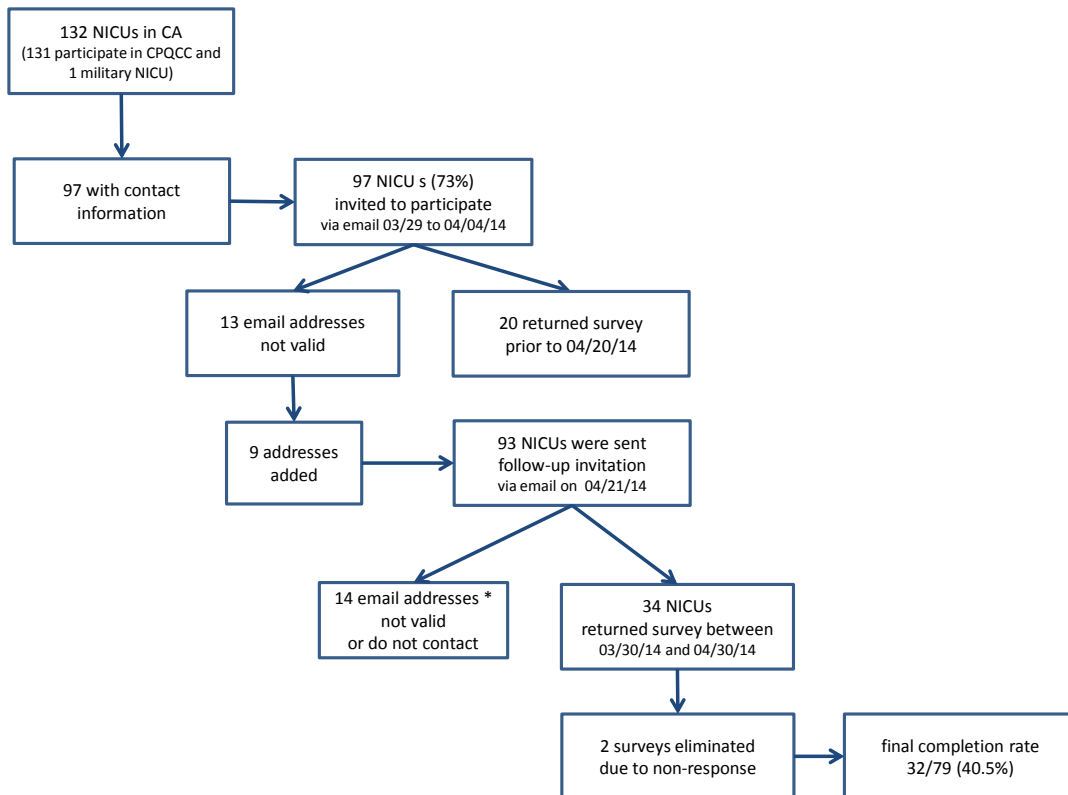 132 NICUs in CA
(131 participate in CPQCC and
1 military NICU)
97 with contact
information
97 NICU s (73%)
invited to participate
via email 03/29 to 04/04/14
13 email addresses
not valid
20 returned survey
prior to 04/20/14
9 addresses
added
93 NICUs were sent
follow-up invitation
via email on 04/21/14
14 email addresses *
not valid
or do not contact
34 NICUs
returned survey between
03/30/14 and 04/30/14
2 surveys eliminated
due to non-response
final completion rate
32/79 (40.5%)